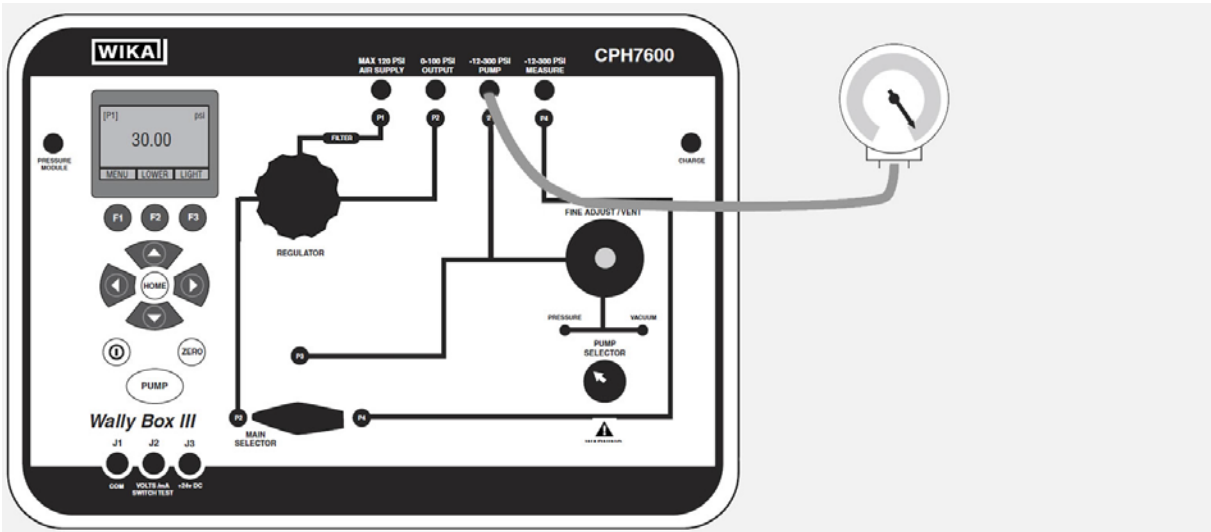 WIKAI
CPH7600
MAX 120 PSI
AIR SUPPLY
0-100 PSI
OUTPUT
-12-300 PSI
PUMP
-12-300 PSI
MEASURE
P1
P2
P4
[P1] psi
30.00
MENU LOWER LIGHT
PRESSURE
MODULE
FILTER
CHARGE
F1 F2 F3
REGULATOR
FINE ADJUST / VENT
HOME
PRESSURE
VACUUM
PUMP
SELECTOR
ZERO
P3
PUMP
Wally Box III
P2
P4
MAIN
SELECTOR
J1 J2 J3
COM
VOLTS /mA
SWITCH TEST
+24v DC